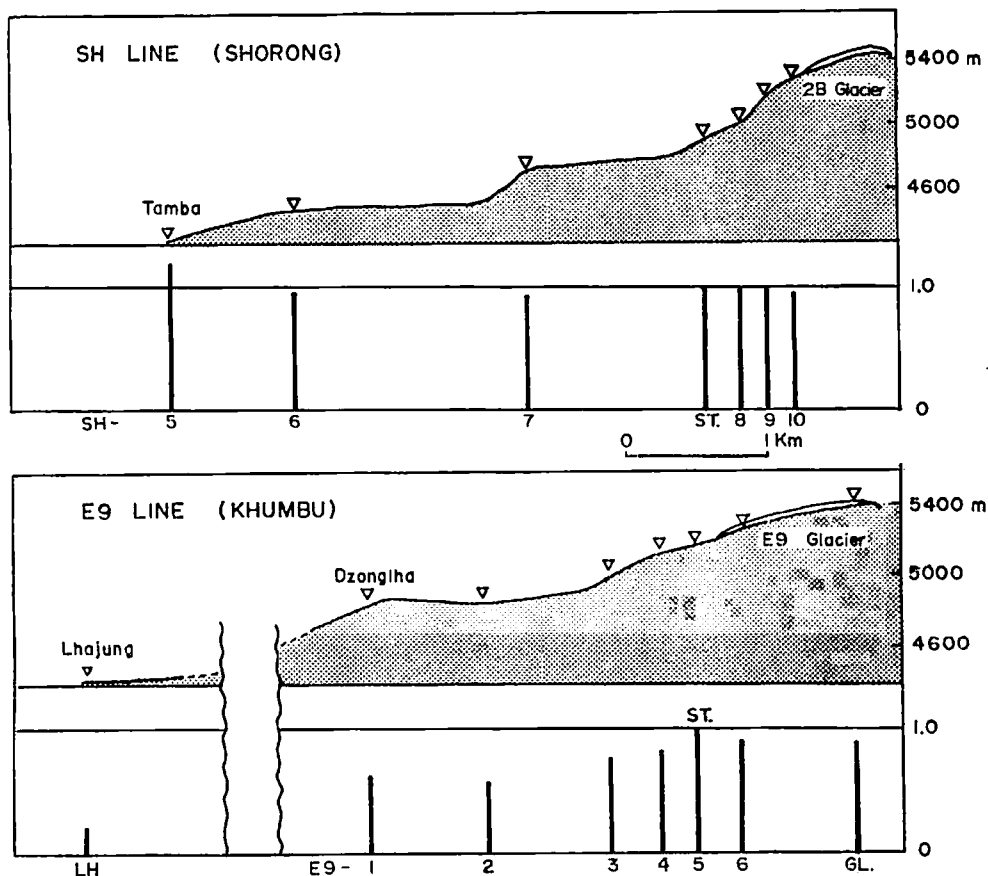 SH LINE (SHORONG)
5400 m
2B Glacier
5000
4600
Tamba
1.0
0
SH- 5 6 7 ST. 8 9 10
0 1 Km
E9 LINE (KHUMBU)
5400 m
E9 Glacier
Dzonglha
5000
Lhajung
4600
ST.
1.0
0
LH E9- 1 2 3 4 5 6 GL.